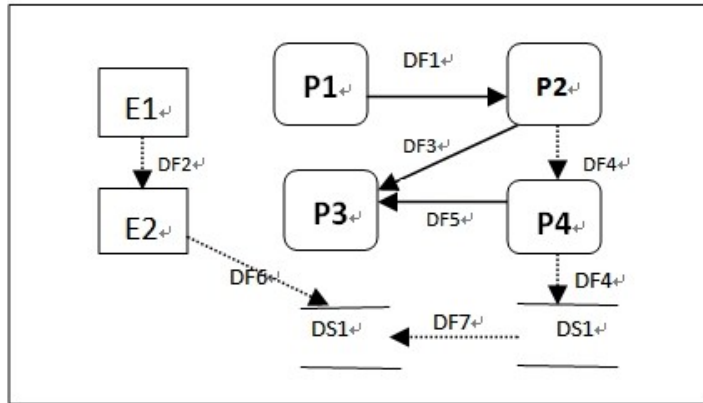 DF1↵
P1↵
P2↵
E1↵
DF3↵
DF2↵
DF4↵
P3↵
DF5↵
P4↵
E2↵
DF6↵
DF4↵
DS1↵
DF7↵
DS1↵